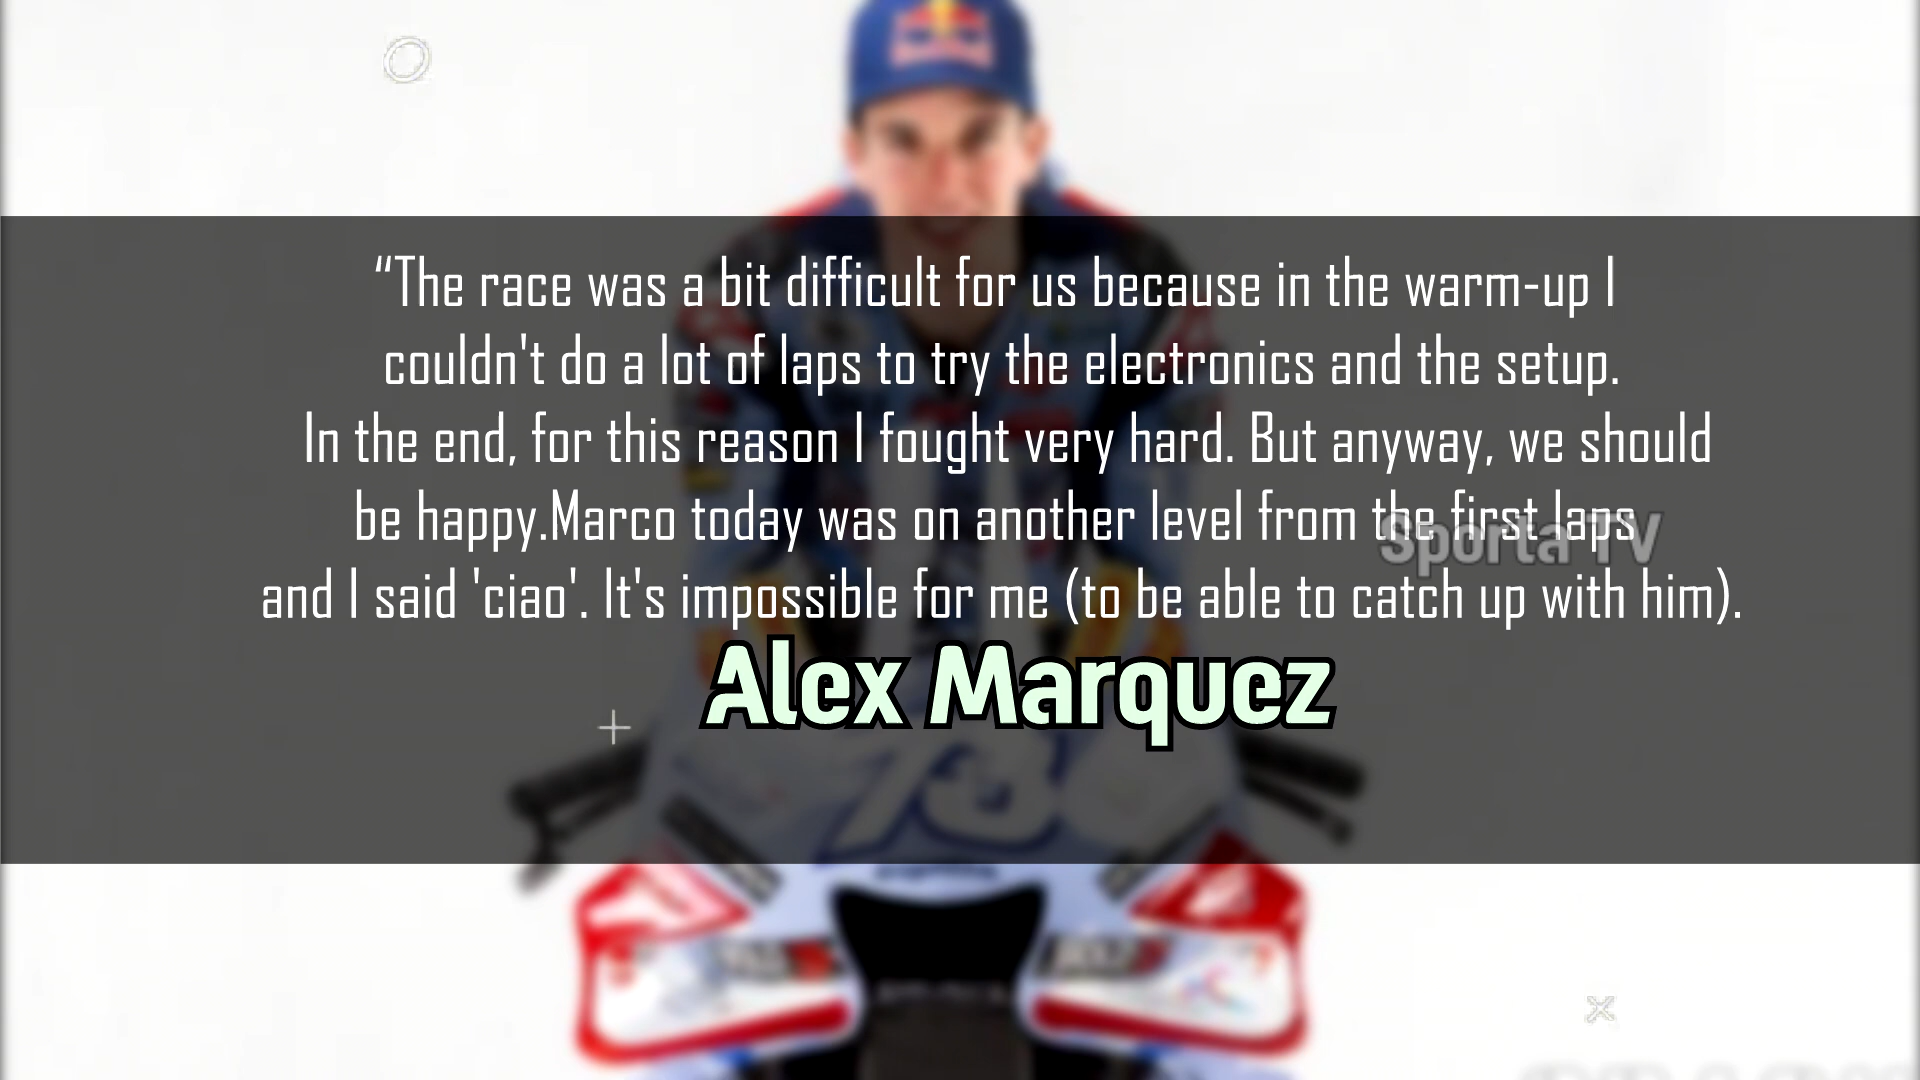 “The race was a bit difficult for us because in the warm-up I
couldn't do a lot of laps to try the electronics and the setup.
In the end, for this reason I fought very hard. But anyway, we should
be happy.Marco today was on another level from the first laps
Sporta TV
and I said 'ciao'. It's impossible for me (to be able to catch up with him).
Alex Marquez
73